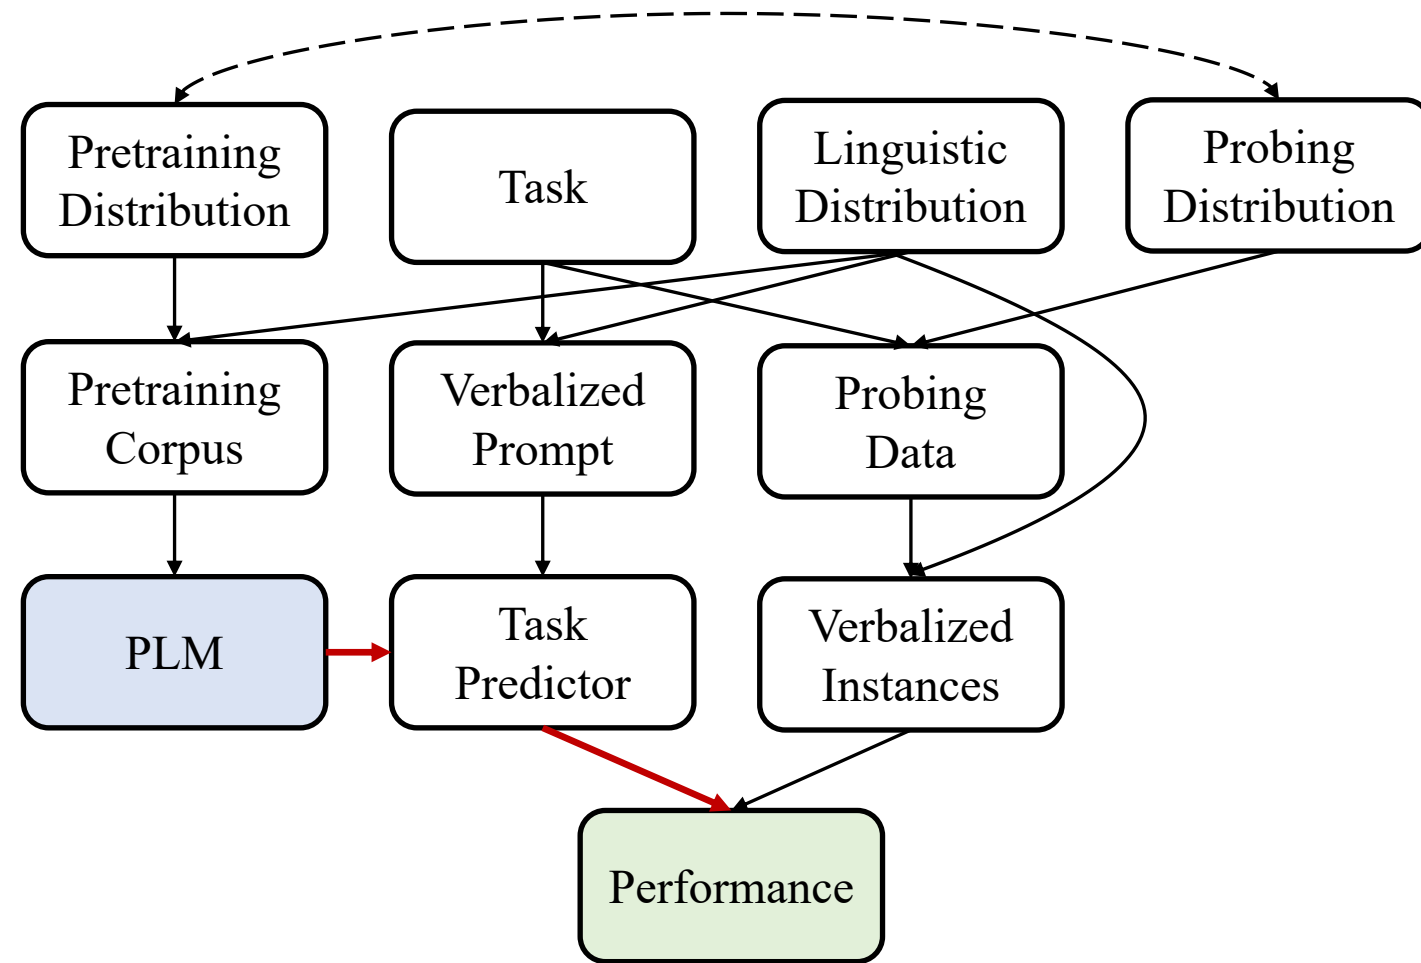 Pretraining
Distribution
Task
Linguistic
Distribution
Probing
Distribution
Pretraining
Corpus
Verbalized
Prompt
Probing
Data
PLM
Task
Predictor
Verbalized
Instances
Performance